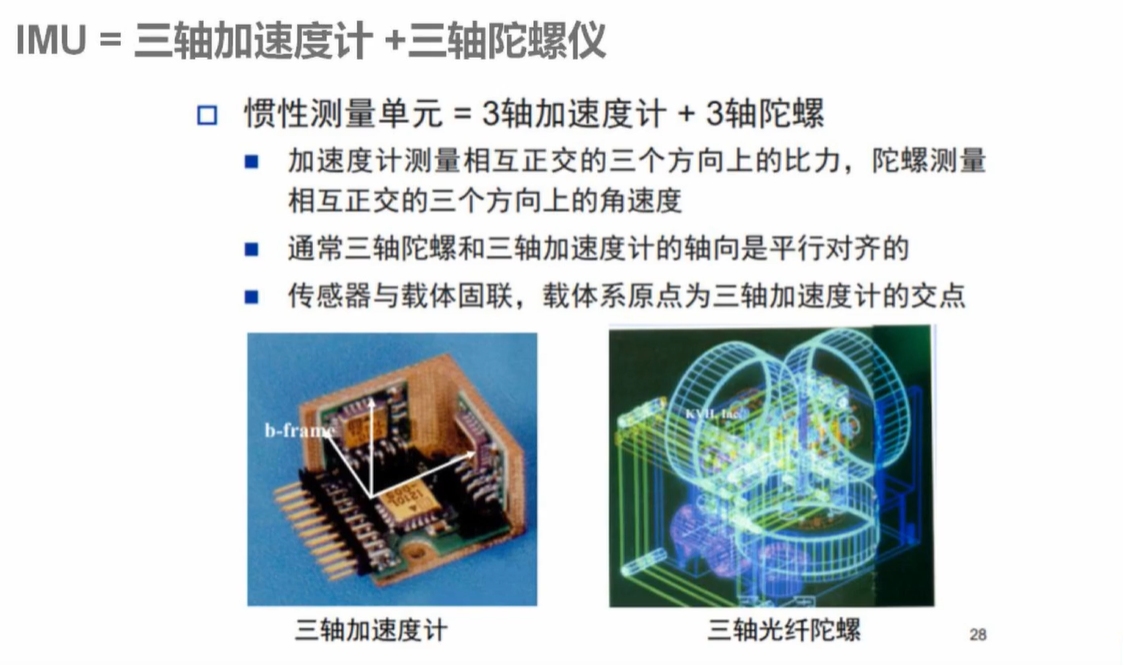 IMU = 三轴加速度计 +三轴陀螺仪
惯性测量单元 = 3轴加速度计 + 3轴陀螺
加速度计测量相互正交的三个方向上的比力，陀螺测量
相互正交的三个方向上的角速度
通常三轴陀螺和三轴加速度计的轴向是平行对齐的
传感器与载体固联，载体系原点为三轴加速度计的交点
b-frame
KVH, Inc.
三轴加速度计
三轴光纤陀螺
28